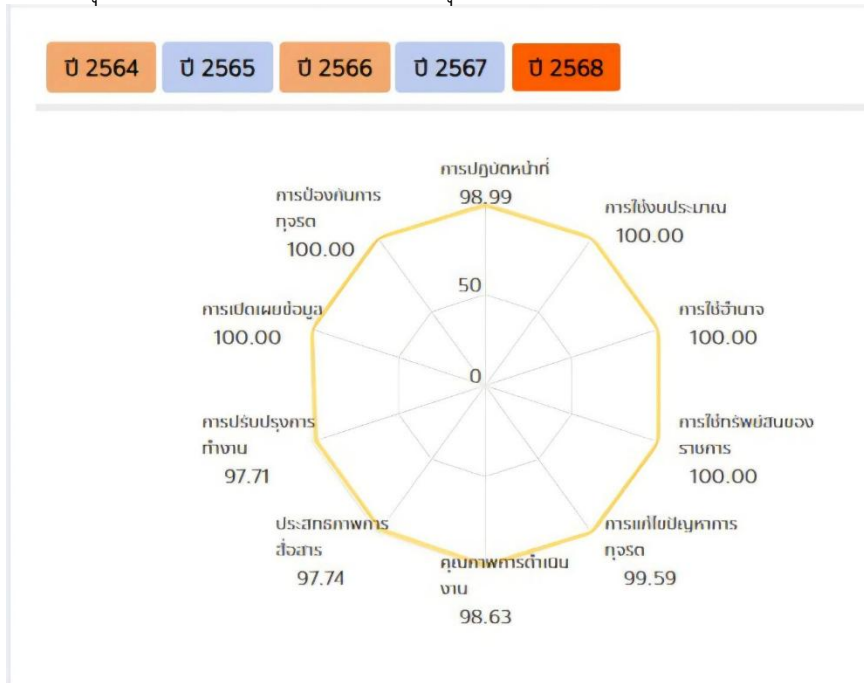 ปี 2564 ปี 2565 ปี 2566 ปี 2567 ปี 2568
การปฏิบัติหน้าที่
98.99
การป้องกันการ
ทุจริต
100.00
การใช้งบประมาณ
100.00
50
การเปิดเผยข้อมูล
100.00
การใช้อำนาจ
100.00
0
การปรับปรุงการ
ทำงาน
97.71
การใช้ทรัพย์สินของ
ราชการ
100.00
ประสิทธิภาพการ
สื่อสาร
97.74
การแก้ไขปัญหาการ
ทุจริต
99.59
คุณภาพการดำเนิน
งาน
98.63